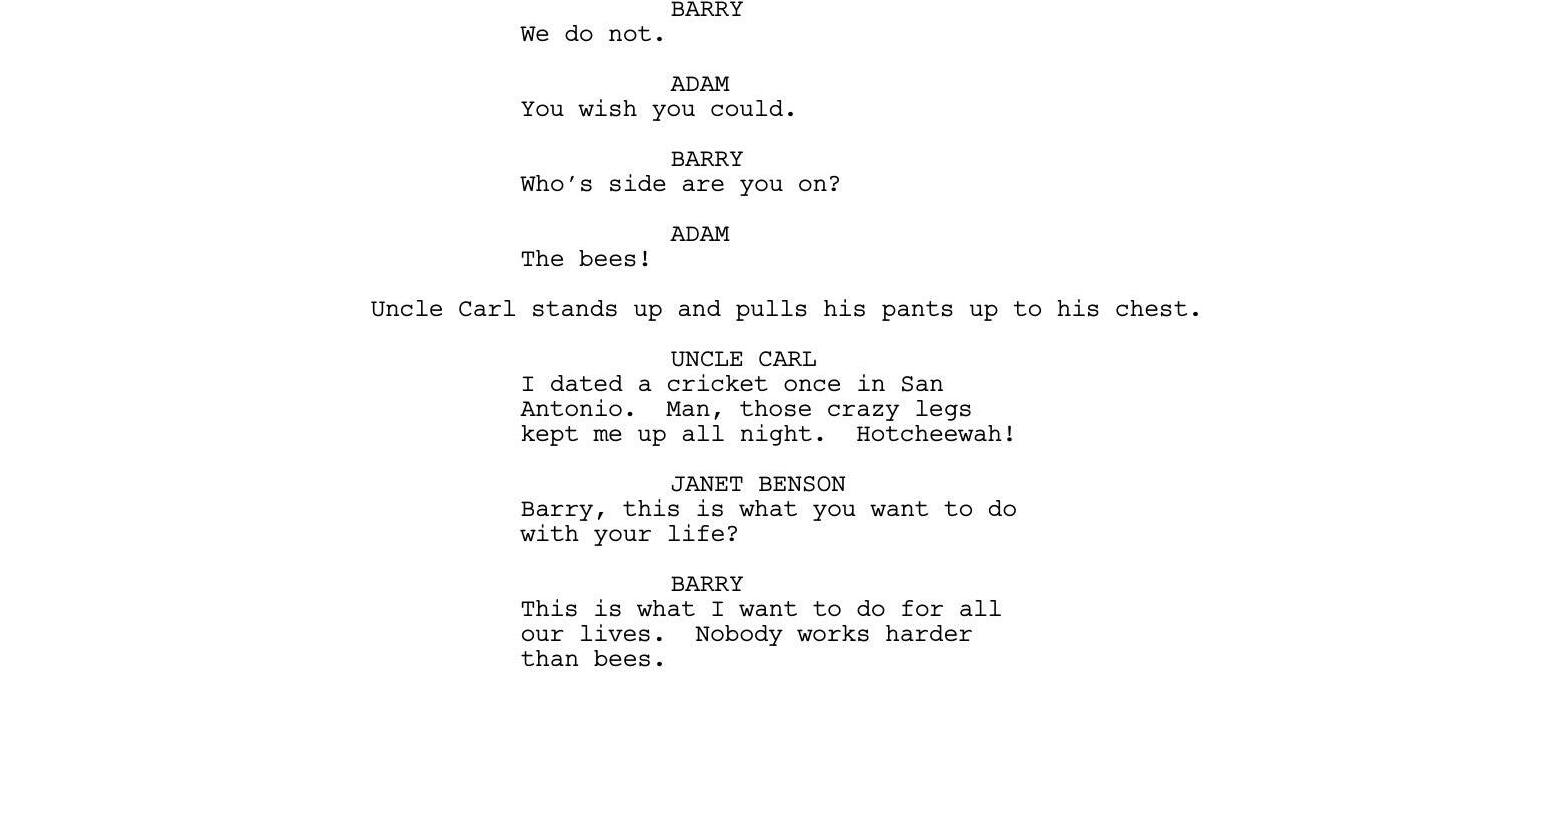 BARRY
We do not.
ADAM
You wish you could.
BARRY
Who's side are you on?
ADAM
The bees!
Uncle Carl stands up and pulls his pants up to his chest.
UNCLE CARL
I dated a cricket once in San
Antonio.  Man, those crazy legs
kept me up all night.  Hotcheewah!
JANET BENSON
Barry, this is what you want to do
with your life?
BARRY
This is what I want to do for all
our lives.  Nobody works harder
than bees.